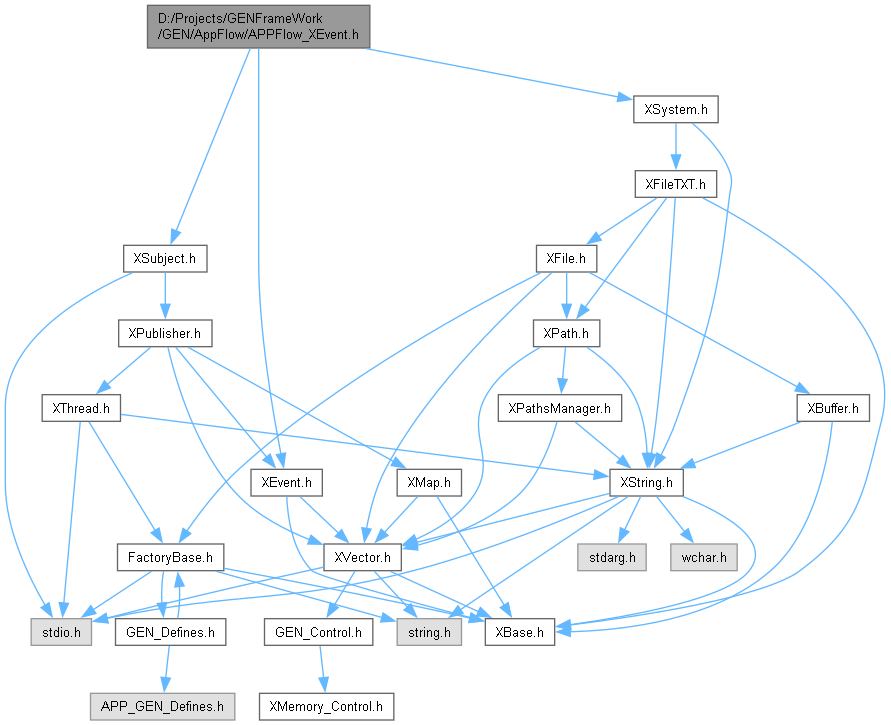 D:/Projects/GENFrameWork
/GEN/AppFlow/APPFlow_XEvent.h
XSystem.h
XFileTXT.h
XSubject.h
XFile.h
XPublisher.h
XPath.h
XThread.h
XPathsManager.h
XBuffer.h
XEvent.h
XMap.h
XString.h
FactoryBase.h
XVector.h
stdarg.h
wchar.h
stdio.h
GEN_Defines.h
GEN_Control.h
string.h
XBase.h
APP_GEN_Defines.h
XMemory_Control.h